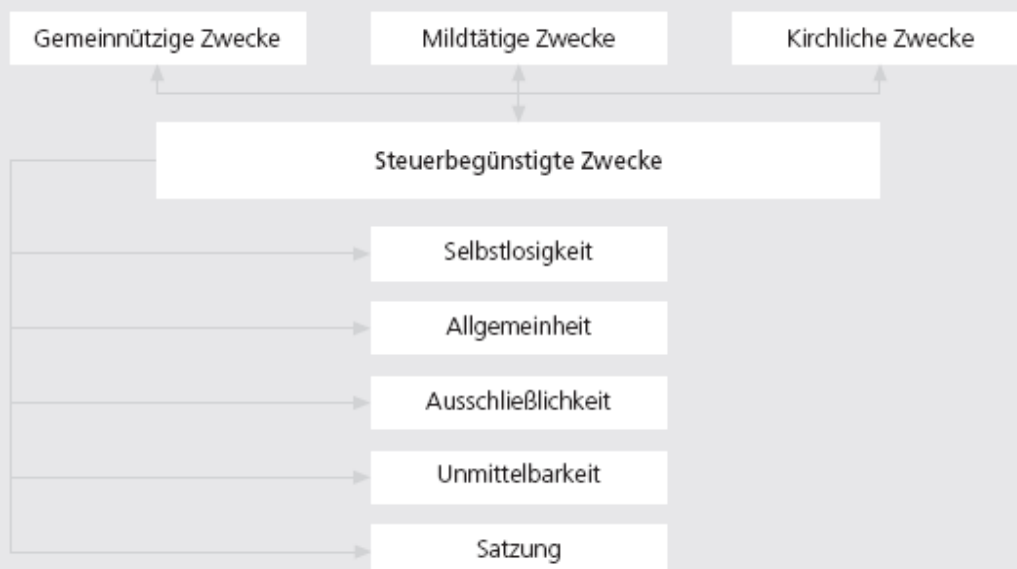 Gemeinnützige Zwecke
Mildtätige Zwecke
Kirchliche Zwecke
Steuerbegünstigte Zwecke
Selbstlosigkeit
Allgemeinheit
Ausschließlichkeit
Unmittelbarkeit
Satzung